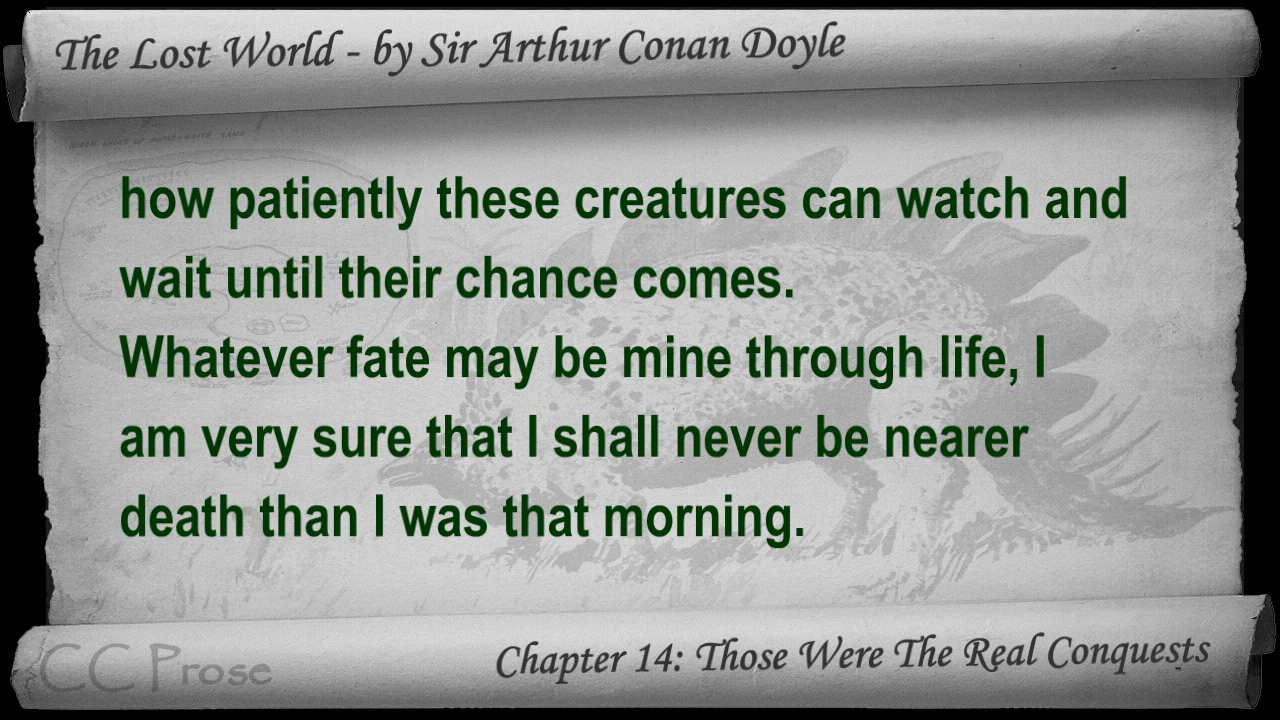 The Lost World - by Sir Arthur Conan Doyle
how patiently these creatures can watch and
wait until their chance comes.
Whatever fate may be mine through life, I
am very sure that I shall never be nearer
death than I was that morning.
CC Prose
Chapter 14: Those Were The Real Conquests